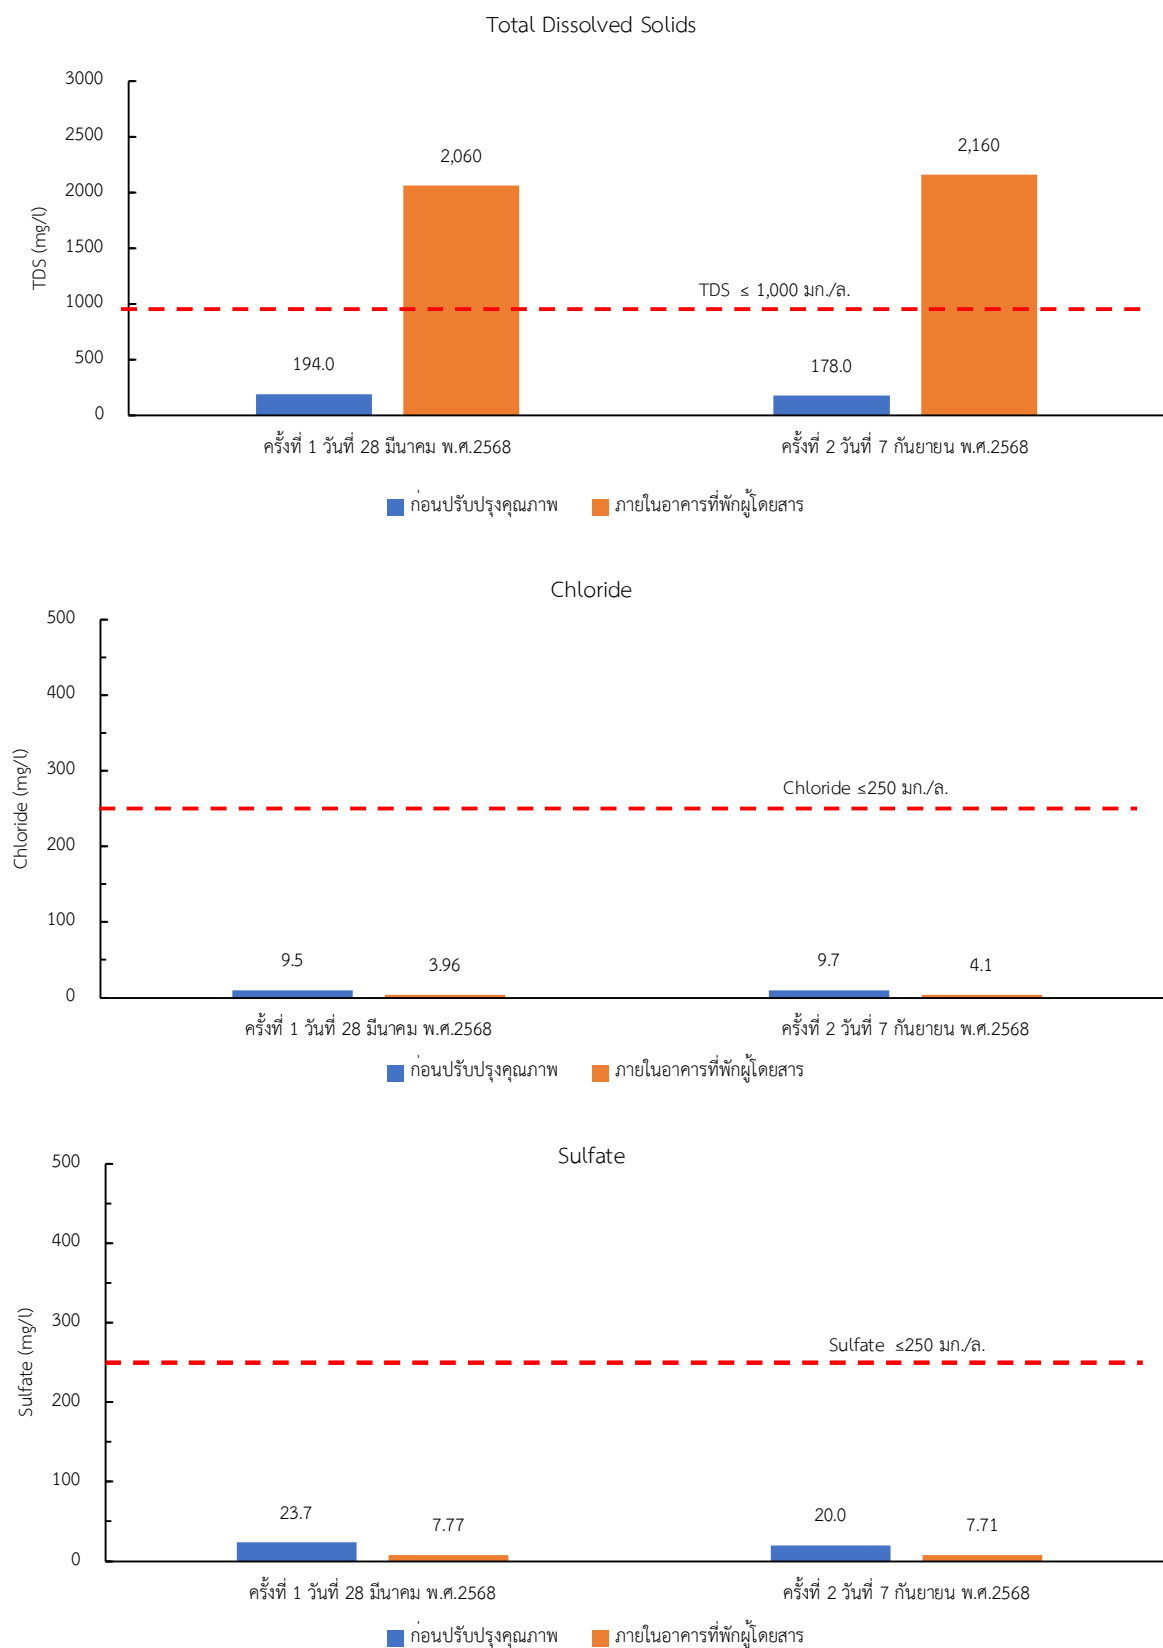 Total Dissolved Solids
3000
2500
2000
1500
1000
500
0
TDS (mg/l)
2,060
2,160
TDS ≤ 1,000 มก./ล.
194.0
178.0
ครั้งที่ 1 วันที่ 28 มีนาคม พ.ศ.2568
ครั้งที่ 2 วันที่ 7 กันยายน พ.ศ.2568
ก่อนปรับปรุงคุณภาพ
ภายในอาคารที่พักผู้โดยสาร
Chloride
500
400
300
200
100
0
Chloride (mg/l)
Chloride ≤250 มก./ล.
9.5
3.96
9.7
4.1
ครั้งที่ 1 วันที่ 28 มีนาคม พ.ศ.2568
ครั้งที่ 2 วันที่ 7 กันยายน พ.ศ.2568
ก่อนปรับปรุงคุณภาพ
ภายในอาคารที่พักผู้โดยสาร
Sulfate
500
400
300
200
100
0
Sulfate (mg/l)
Sulfate ≤250 มก./ล.
23.7
7.77
20.0
7.71
ครั้งที่ 1 วันที่ 28 มีนาคม พ.ศ.2568
ครั้งที่ 2 วันที่ 7 กันยายน พ.ศ.2568
ก่อนปรับปรุงคุณภาพ
ภายในอาคารที่พักผู้โดยสาร